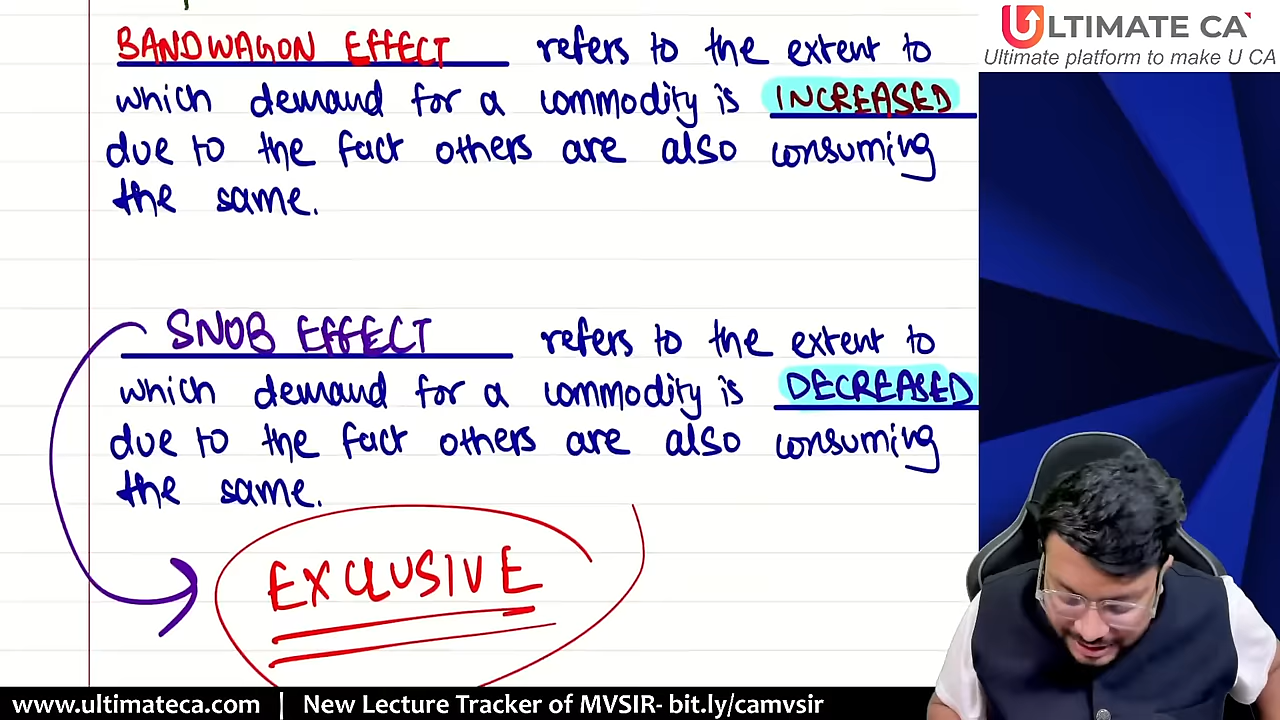 ULTIMATE CA
Ultimate platform to make U CA
BANDWAGON EFFECT refers to the extent to
which demand for a commodity is INCREASED
due to the fact others are also consuming
the same.
SNOB EFFECT refers to the extent to
which demand for a commodity is DECREASED
due to the fact others are also consuming
the same.
EXCLUSIVE
www.ultimateca.com | New Lecture Tracker of MVSIR- bit.ly/camvsir